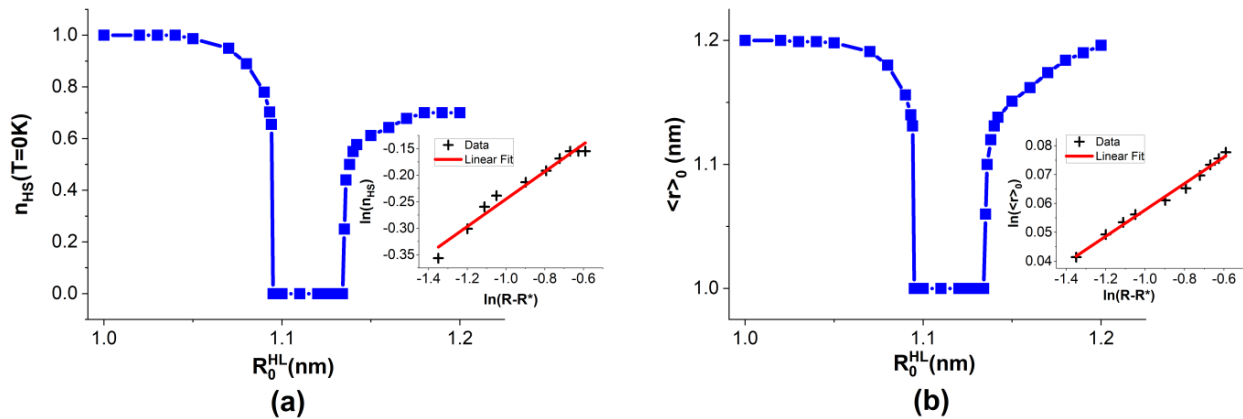 n_HS(T=0K)
1.0
0.8
0.6
0.4
0.2
0.0
1.0
1.1
1.2
R_0^HL(nm)
Data
Linear Fit
ln(n_HS)
-0.15
-0.20
-0.25
-0.30
-0.35
-1.4
-1.2
-1.0
-0.8
-0.6
ln(R-R*)
(a)
<r>_0 (nm)
1.2
1.1
1.0
1.0
1.1
1.2
R_0^HL(nm)
Data
Linear Fit
ln(<r>_0)
0.08
0.07
0.06
0.05
0.04
-1.4
-1.2
-1.0
-0.8
-0.6
ln(R-R*)
(b)